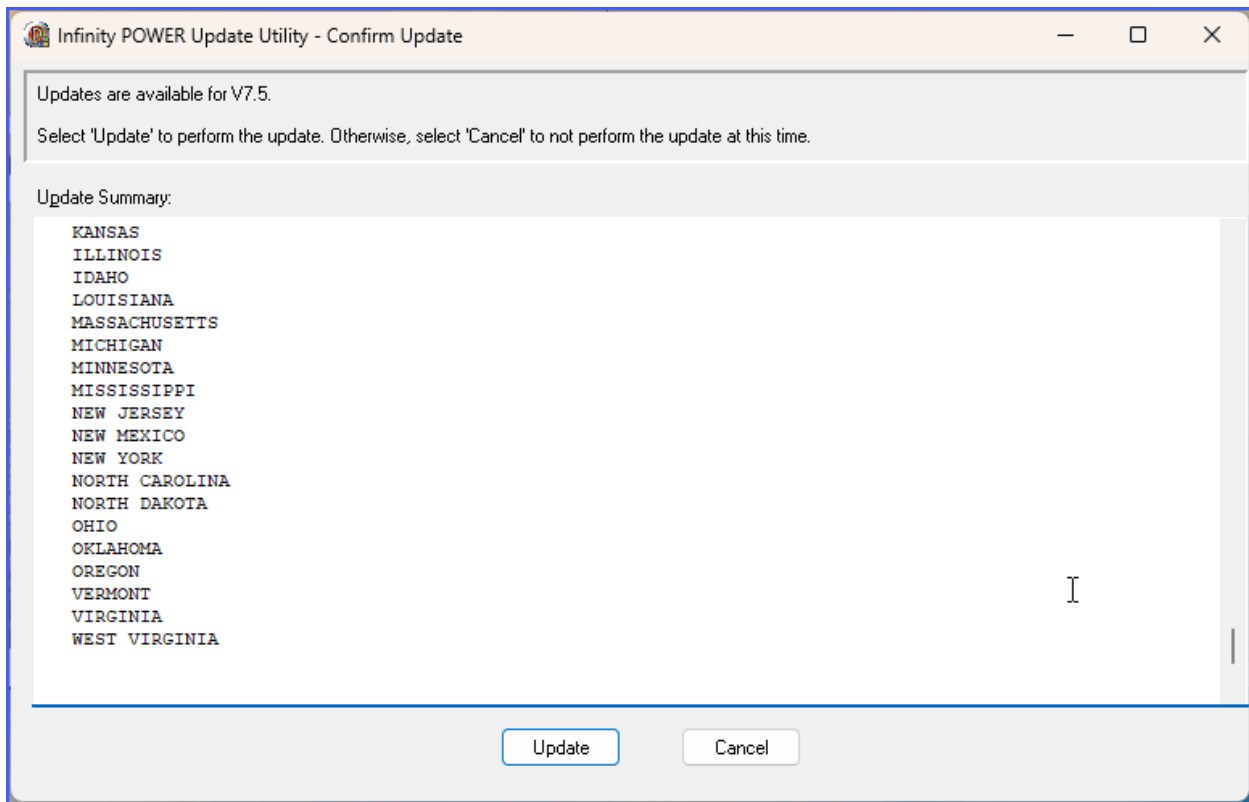 Infinity POWER Update Utility - Confirm Update
Updates are available for V7.5.
Select 'Update' to perform the update. Otherwise, select 'Cancel' to not perform the update at this time.
Update Summary:
KANSAS
ILLINOIS
IDAHO
LOUISIANA
MASSACHUSETTS
MICHIGAN
MINNESOTA
MISSISSIPPI
NEW JERSEY
NEW MEXICO
NEW YORK
NORTH CAROLINA
NORTH DAKOTA
OHIO
OKLAHOMA
OREGON
VERMONT
VIRGINIA
WEST VIRGINIA
Update Cancel